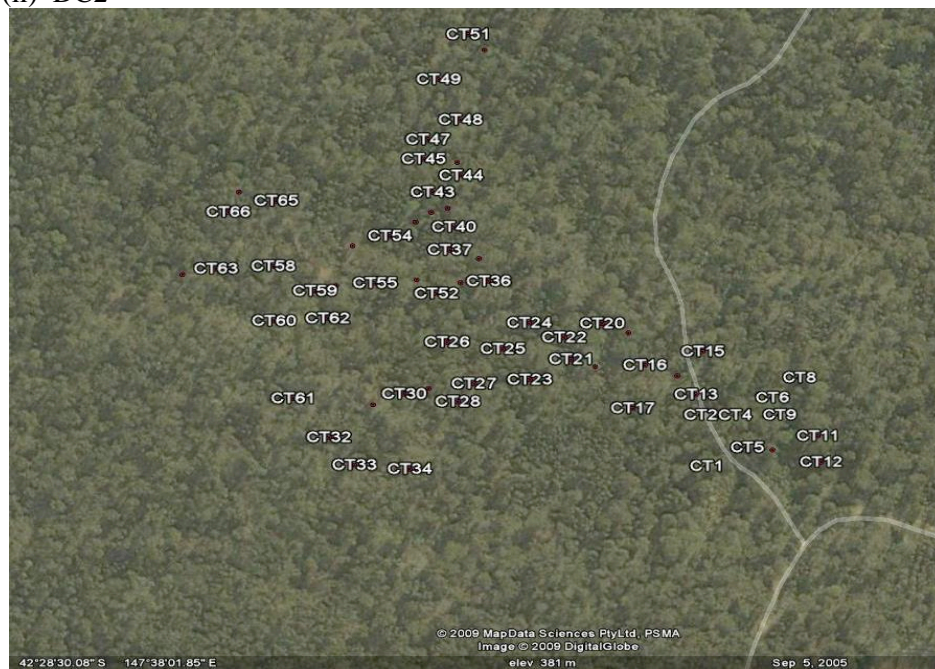 (ii) DC2
CT51
CT49
CT48
CT47
CT45
CT44
CT43
CT65
CT66
CT40
CT54
CT37
CT63
CT58
CT55
CT36
CT59
CT52
CT60
CT62
CT24
CT20
CT22
CT26
CT25
CT15
CT21
CT16
CT8
CT23
CT27
CT30
CT13
CT6
CT61
CT28
CT17
CT2
CT4
CT9
CT32
CT11
CT5
CT12
CT1
CT33
CT34
© 2009 MapData Sciences PtyLtd, PSMA
Image © 2009 DigitalGlobe
42°28'30.08" S 147°38'01.85" E elev 381 m Sep 5, 2005